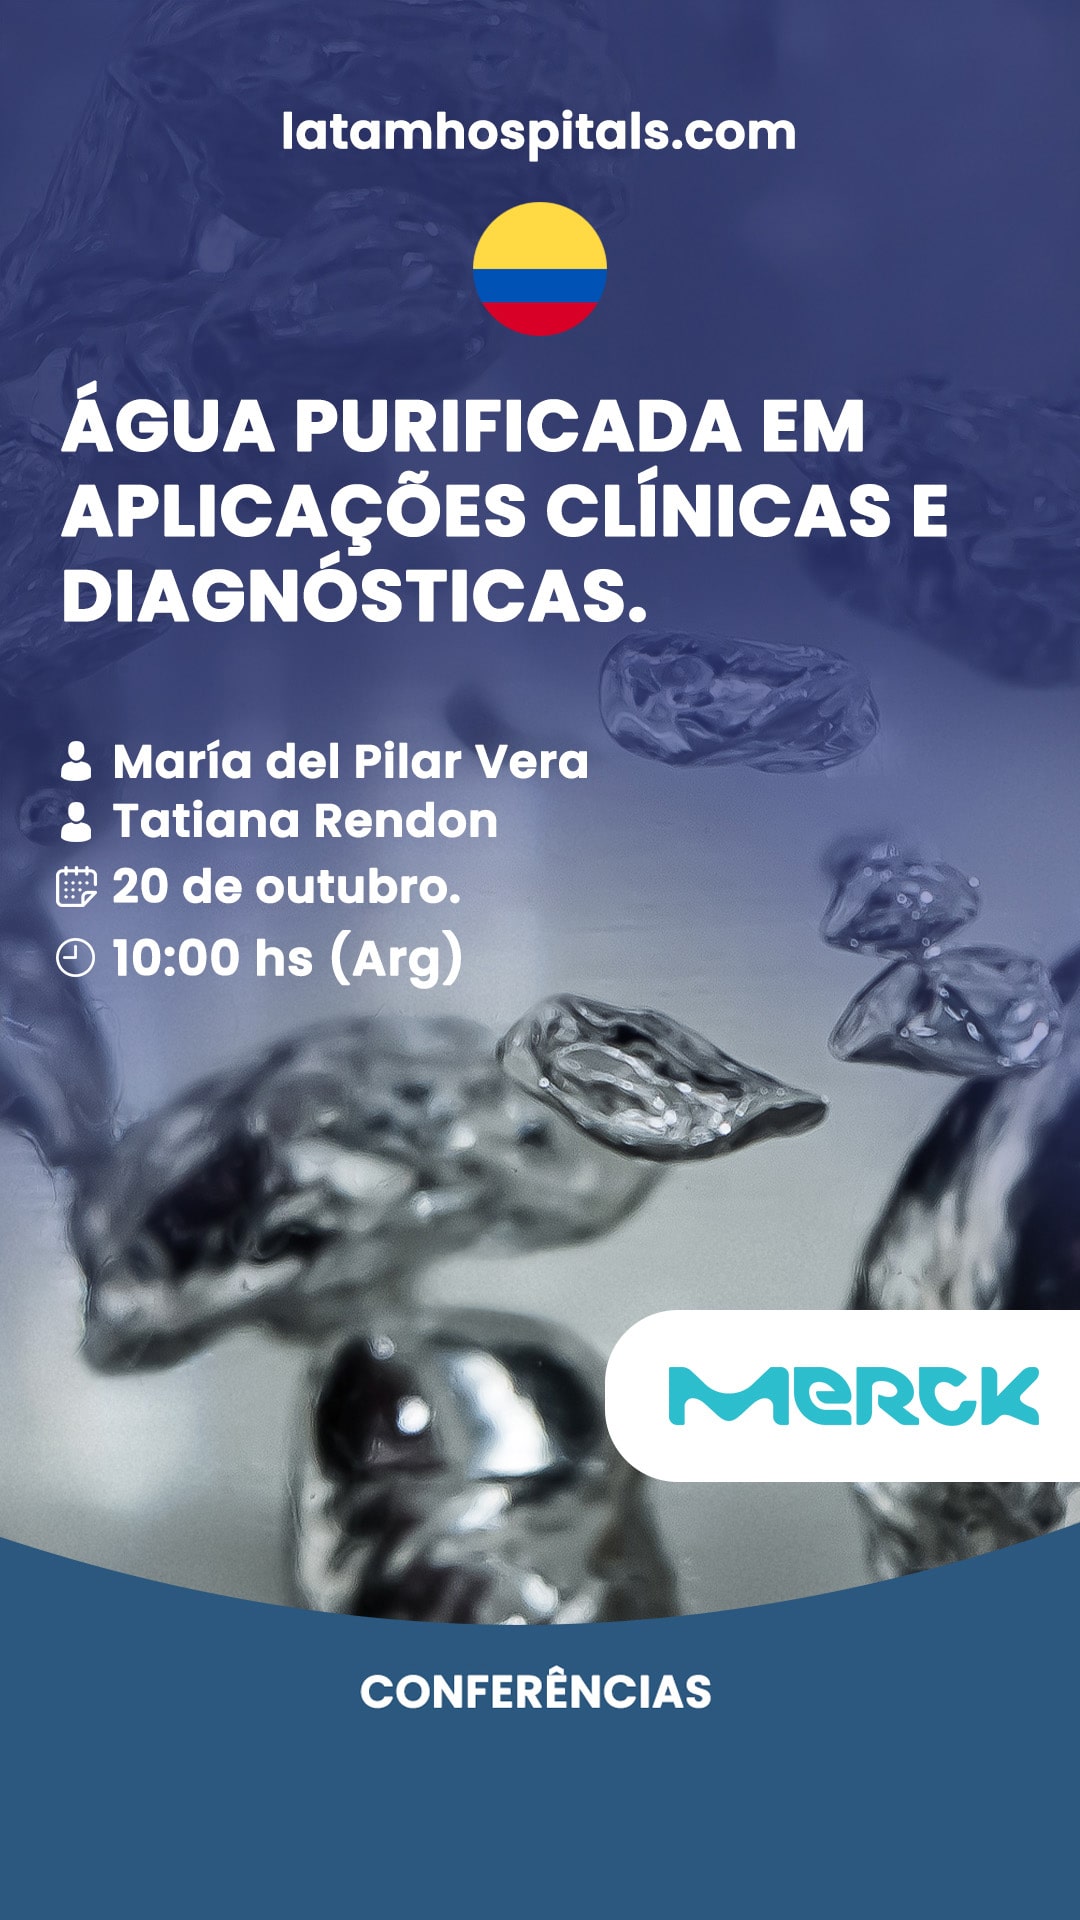 latamhospitals.com
ÁGUA PURIFICADA EM
APLICAÇÕES CLÍNICAS E
DIAGNÓSTICAS.
María del Pilar Vera
Tatiana Rendon
20 de outubro.
10:00 hs (Arg)
MERCK
CONFERÊNCIAS